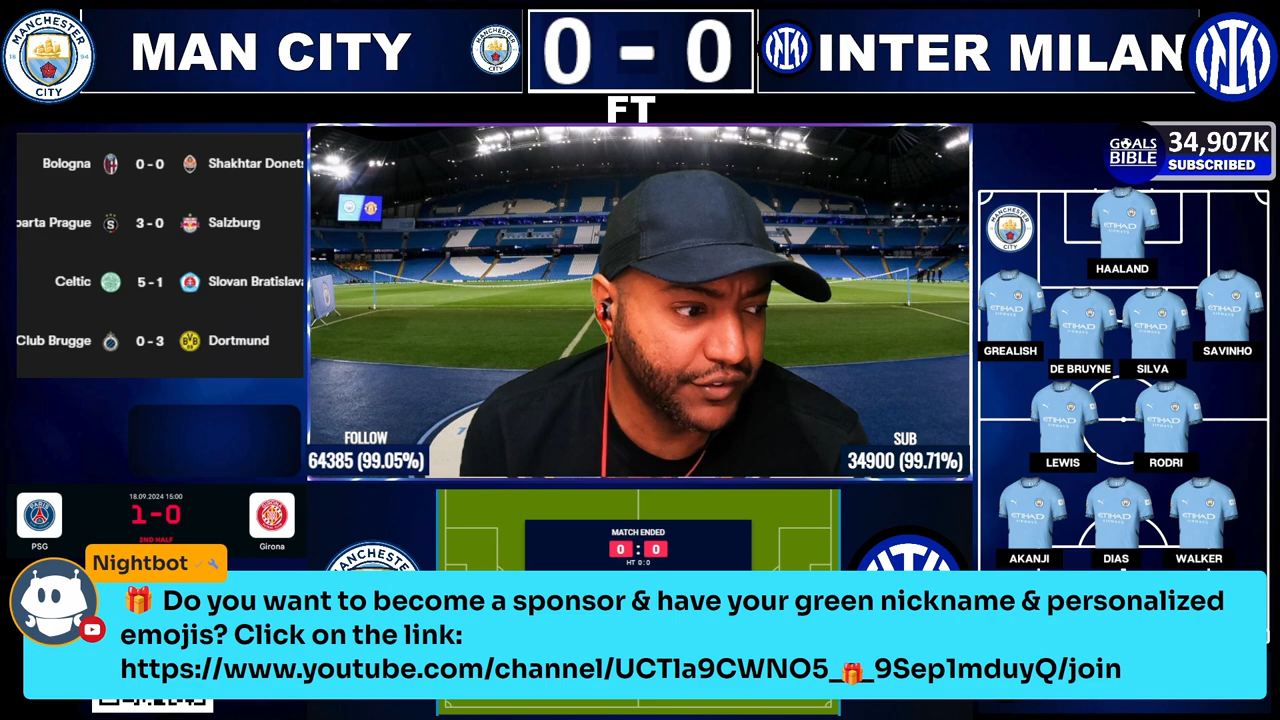 MAN CITY
0 - 0
INTER MILAN
FT
Bologna 0 - 0 Shakhtar Donets
parta Prague 3 - 0 Salzburg
Celtic 5 - 1 Slovan Bratislava
Club Brugge 0 - 3 Dortmund
18.09.2024 15:00
1-0
2ND HALF
PSG
Girona
FOLLOW
64385 (99.05%)
SUB
34900 (99.71%)
GOALS
BIBLE
34,907K
SUBSCRIBED
MANCHESTER
CITY
HAALAND
GREALISH
DE BRUYNE
SILVA
SAVINHO
LEWIS
RODRI
AKANJI
DIAS
WALKER
MATCH ENDED
0 : 0
HT 0:0
Nightbot
🎁 Do you want to become a sponsor & have your green nickname & personalized
emojis? Click on the link:
https://www.youtube.com/channel/UCT1a9CWNO5_🎁_9Sep1mduyQ/join